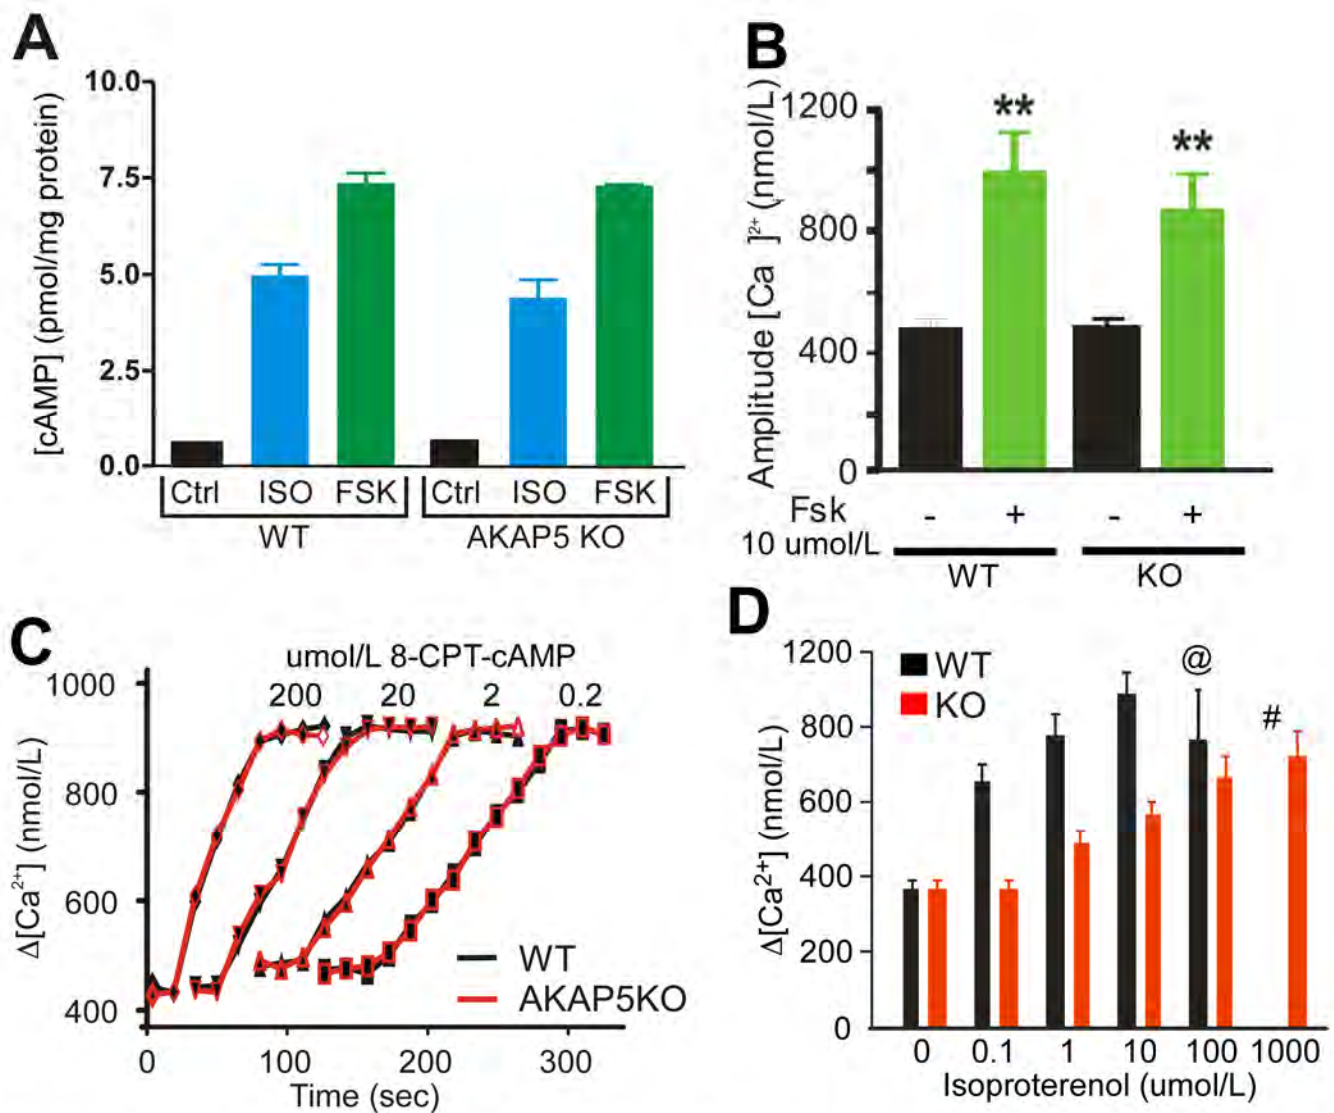 A
[cAMP] (pmol/mg protein)
10.0
7.5
5.0
2.5
0.0
Ctrl ISO FSK Ctrl ISO FSK
WT AKAP5 KO
B
Amplitude [Ca ]²⁺ (nmol/L)
1200
800
400
0
** **
Fsk - + - +
10 umol/L
WT KO
C
umol/L 8-CPT-cAMP
200 20 2 0.2
Δ[Ca²⁺] (nmol/L)
1000
800
600
400
WT
AKAP5KO
0 100 200 300
Time (sec)
D
Δ[Ca²⁺] (nmol/L)
1200
800
600
400
200
0
WT
KO
@
#
0 0.1 1 10 100 1000
Isoproterenol (umol/L)